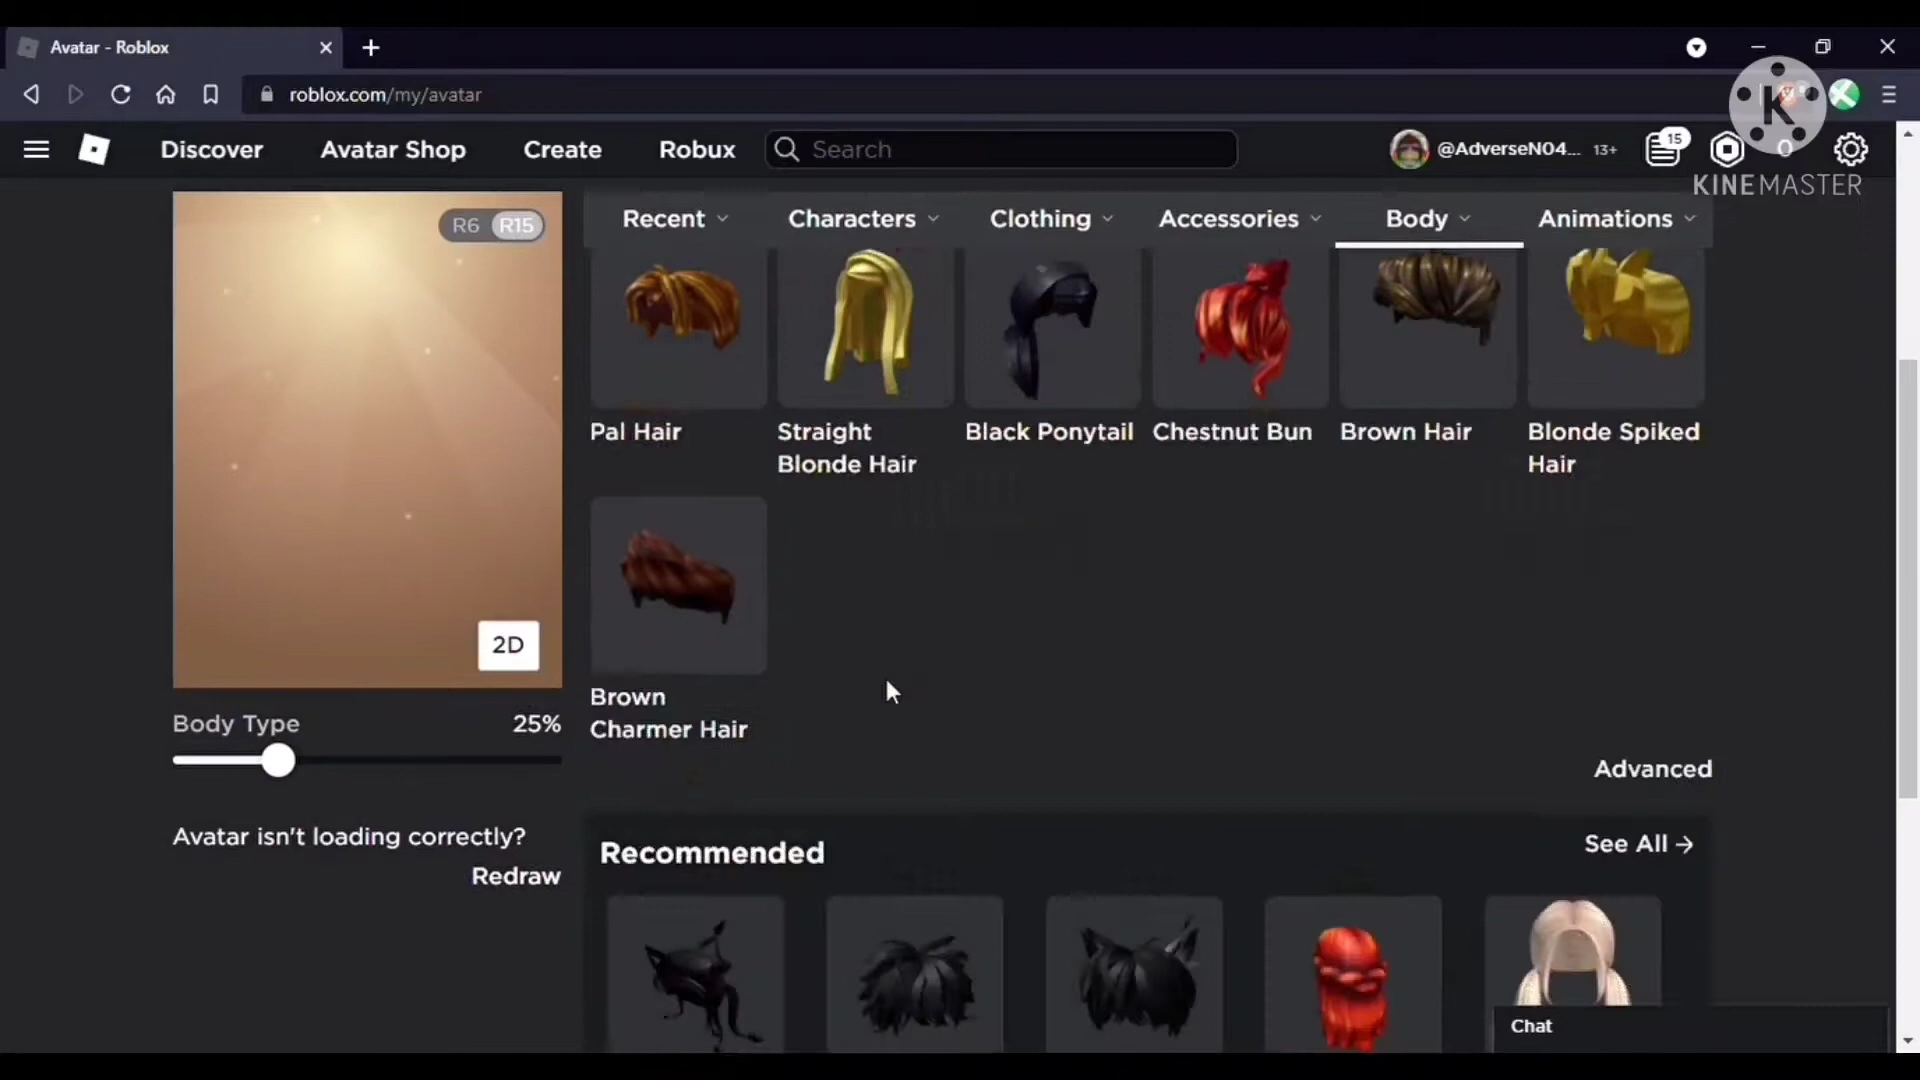 Avatar - Roblox
roblox.com/my/avatar
Discover
Avatar Shop
Create
Robux
Search
@AdverseN04...
13+
15
0
KINEMASTER
R6
R15
Recent
Characters
Clothing
Accessories
Body
Animations
Pal Hair
Straight
Blonde Hair
Black Ponytail
Chestnut Bun
Brown Hair
Blonde Spiked
Hair
2D
Brown
Charmer Hair
Body Type
25%
Advanced
Avatar isn't loading correctly?
Redraw
Recommended
See All
Chat